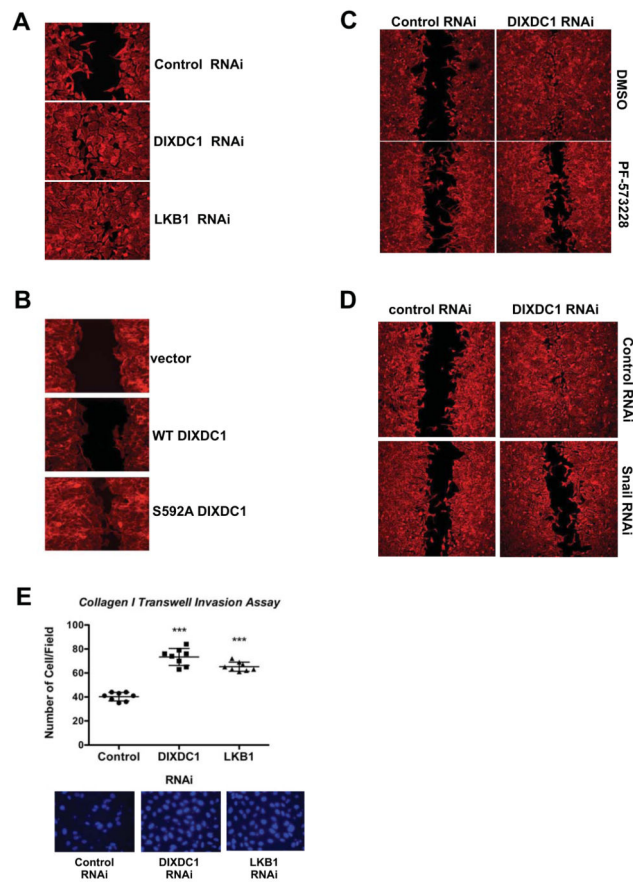 A
Control RNAi
DIXDC1 RNAi
LKB1 RNAi
B
vector
WT DIXDC1
S592A DIXDC1
C
Control RNAi DIXDC1 RNAi
DMSO
PF-573228
D
control RNAi DIXDC1 RNAi
Control RNAi
Snail RNAi
E
Collagen I Transwell Invasion Assay
Number of Cell/Field
100
80
60
40
20
0
***
***
Control DIXDC1 LKB1
RNAi
Control DIXDC1 LKB1
RNAi RNAi RNAi